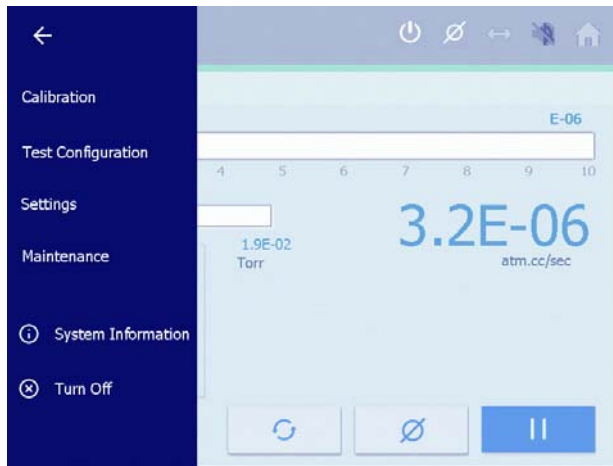 Calibration
E-06
Test Configuration
4 5 6 7 8 9 10
Settings
3.2E-06
1.9E-02
Maintenance
Torr
atm.cc/sec
System Information
Turn Off